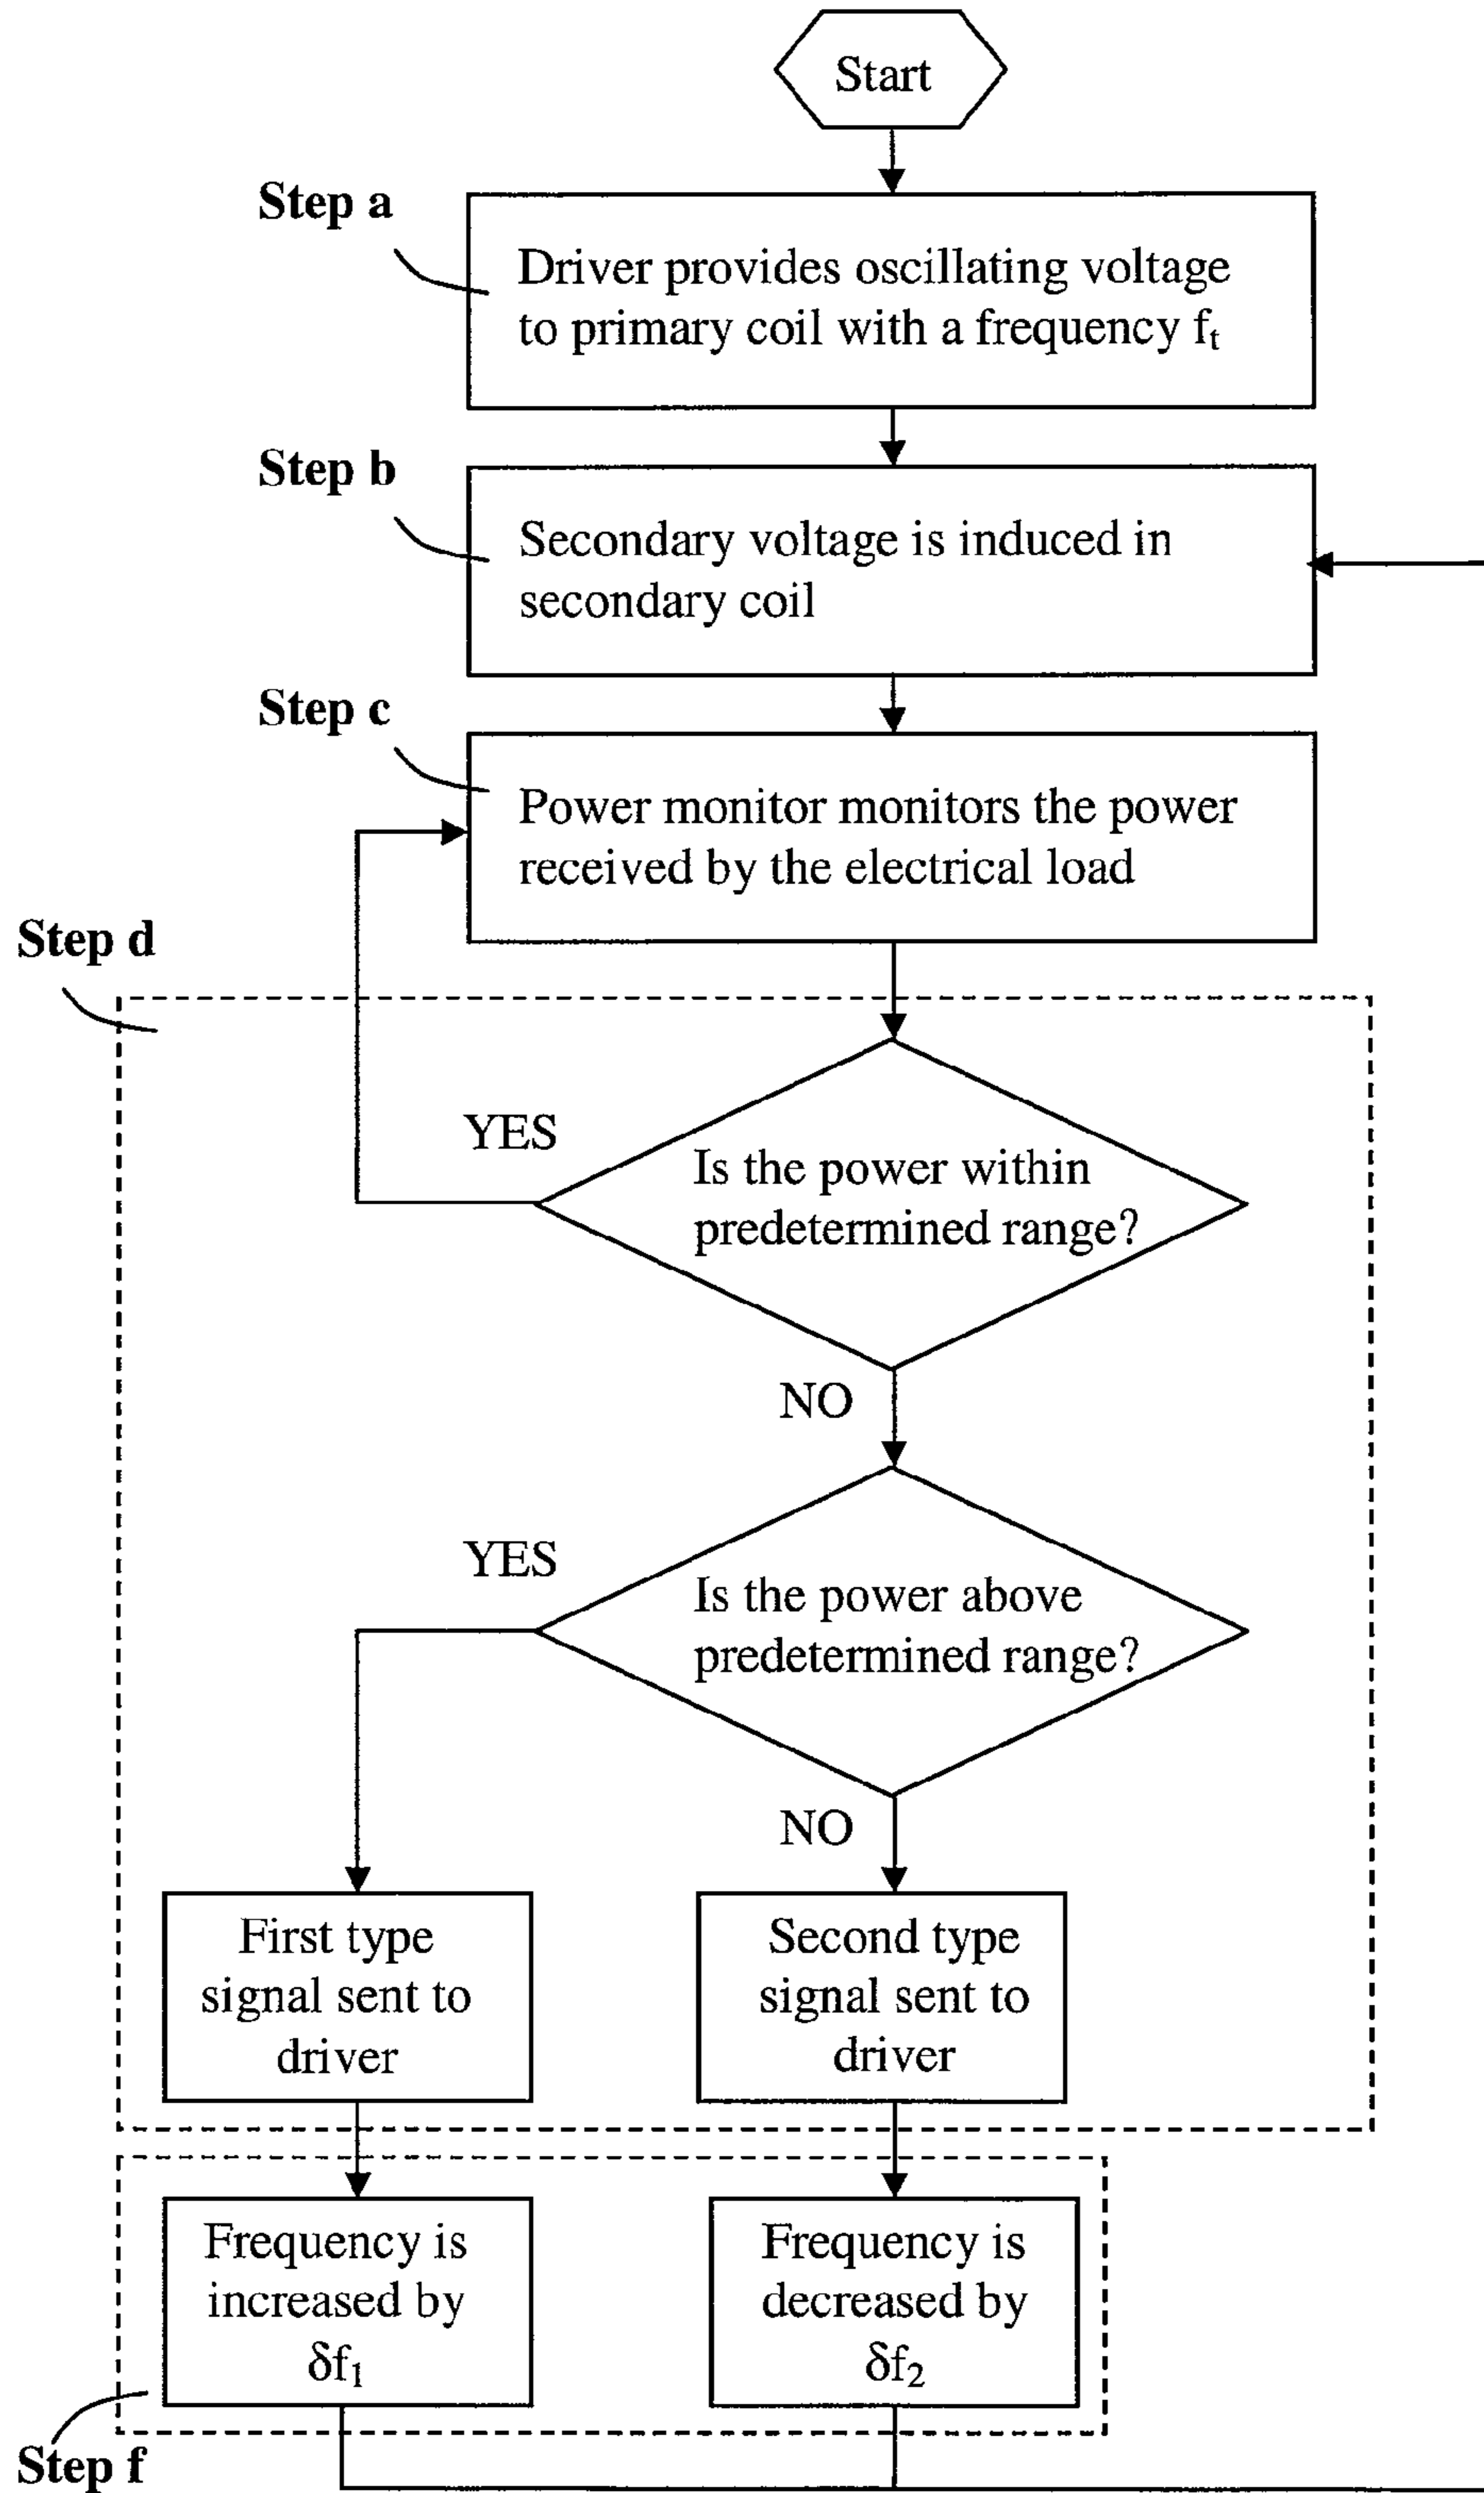 Start
Step a
Driver provides oscillating voltage
to primary coil with a frequency fₜ
Step b
Secondary voltage is induced in
secondary coil
Step c
Power monitor monitors the power
received by the electrical load
Step d
YES
Is the power within
predetermined range?
NO
YES
Is the power above
predetermined range?
NO
First type
signal sent to
driver
Second type
signal sent to
driver
Frequency is
increased by
δf₁
Frequency is
decreased by
δf₂
Step f